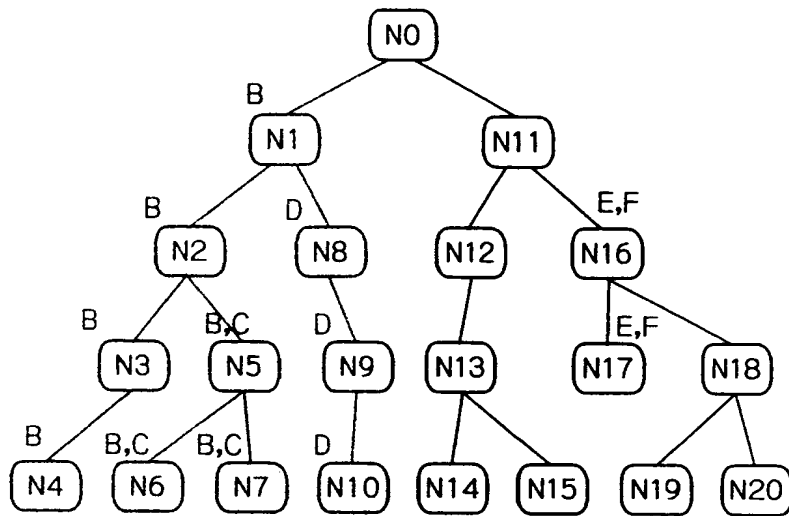 N0
B
N1 N11
B D E,F
N2 N8 N12 N16
B B,C D E,F
N3 N5 N9 N13 N17 N18
B B,C B,C D
N4 N6 N7 N10 N14 N15 N19 N20